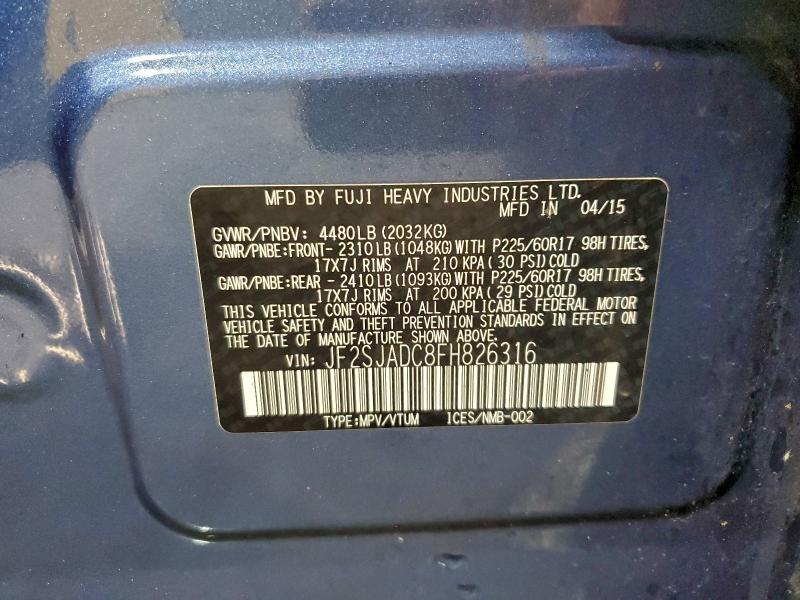 MFD BY FUJI HEAVY INDUSTRIES LTD.
MFD IN 04/15
GVWR/PNBV: 4480LB(2032KG)
GAWR/PNBE:FRONT- 2310LB(1048KG)WITH P225/60R17 98H TIRES,
17X7J RIMS AT 210 KPA(30 PSI)COLD
GAWR/PNBE:REAR - 2410LB(1093KG)WITH P225/60R17 98H TIRES,
17X7J RIMS AT 200 KPA(29 PSI)COLD
THIS VEHICLE CONFORMS TO ALL APPLICABLE FEDERAL MOTOR
VEHICLE SAFETY AND THEFT PREVENTION STANDARDS IN EFFECT ON
THE DATE OF MANUFACTURE SHOWN ABOVE.
VIN: JF2SJADC8FH826316
TYPE:MPV/VTUM ICES/NMB-002